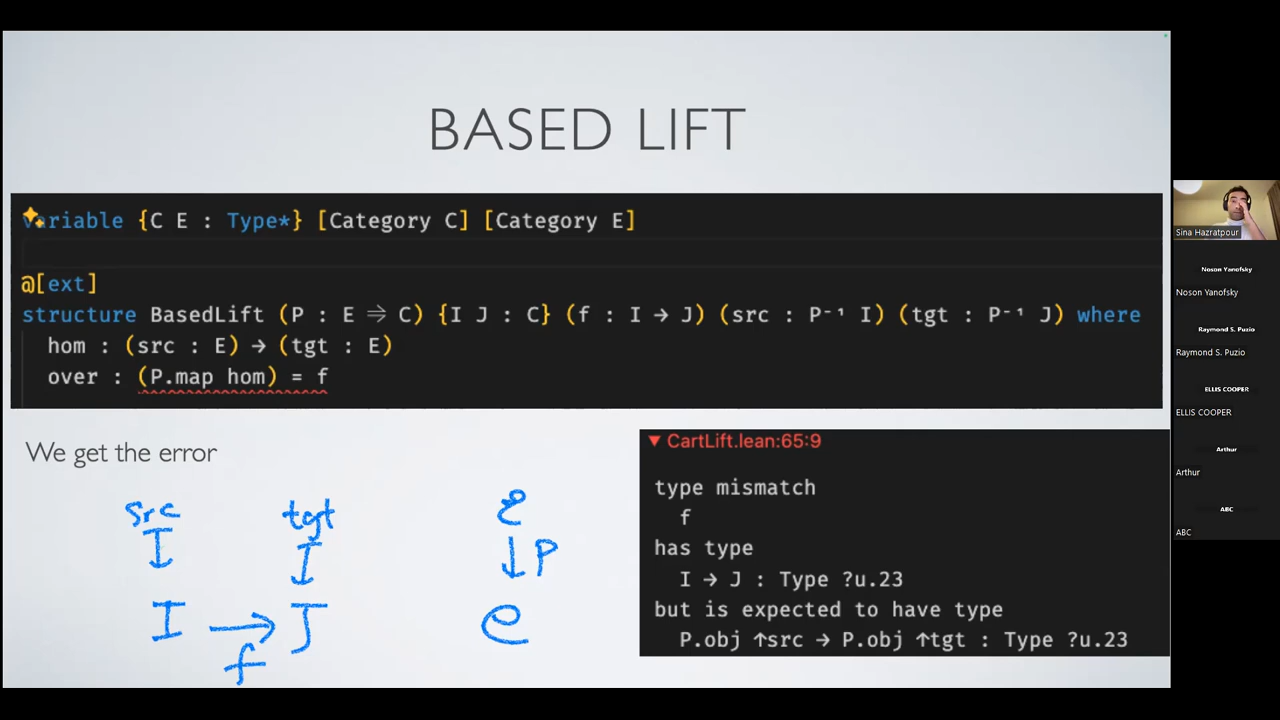 BASED LIFT
variable {C E : Type*} [Category C] [Category E]
@[ext]
structure BasedLift (P : E ⥤ C) {I J : C} (f : I → J) (src : P⁻¹ I) (tgt : P⁻¹ J) where
hom : (src : E) → (tgt : E)
over : (P.map hom) = f
We get the error
▼ CartLift.lean:65:9
type mismatch
f
has type
I → J : Type ?u.23
but is expected to have type
P.obj ↑src → P.obj ↑tgt : Type ?u.23
src tgt
P
I J
f
Sina Hazratpour
Noson Yanofsky
Noson Yanofsky
Raymond S. Puzio
Raymond S. Puzio
ELLIS COOPER
ELLIS COOPER
Arthur
Arthur
ABC
ABC